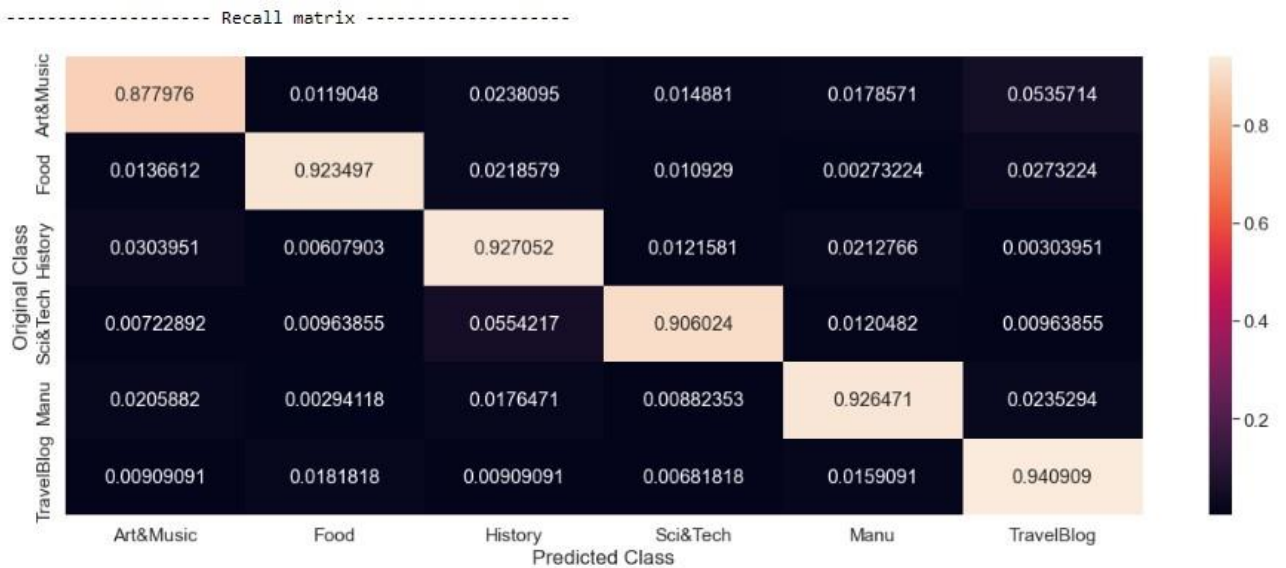 -------------------- Recall matrix --------------------
Art&Music 0.877976 0.0119048 0.0238095 0.014881 0.0178571 0.0535714
Food 0.0136612 0.923497 0.0218579 0.010929 0.00273224 0.0273224
History 0.0303951 0.00607903 0.927052 0.0121581 0.0212766 0.00303951
Sci&Tech 0.00722892 0.00963855 0.0554217 0.906024 0.0120482 0.00963855
Manu 0.0205882 0.00294118 0.0176471 0.00882353 0.926471 0.0235294
TravelBlog 0.00909091 0.0181818 0.00909091 0.00681818 0.0159091 0.940909
Original Class
Art&Music Food History Sci&Tech Manu TravelBlog
Predicted Class
0.8
0.6
0.4
0.2